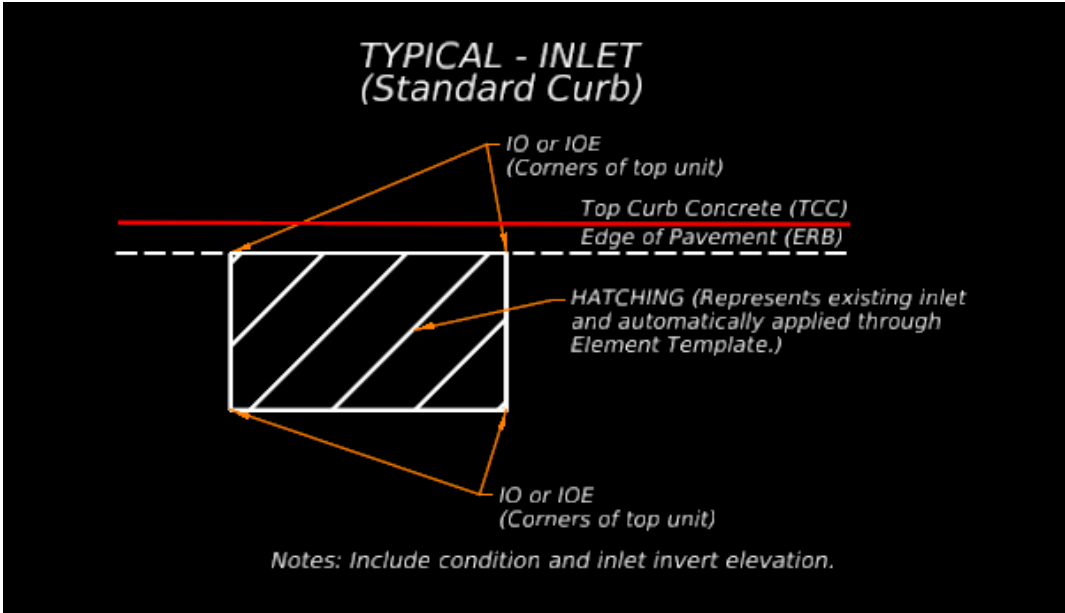 TYPICAL - INLET
(Standard Curb)
IO or IOE
(Corners of top unit)
Top Curb Concrete (TCC)
Edge of Pavement (ERB)
HATCHING (Represents existing inlet
and automatically applied through
Element Template.)
IO or IOE
(Corners of top unit)
Notes: Include condition and inlet invert elevation.